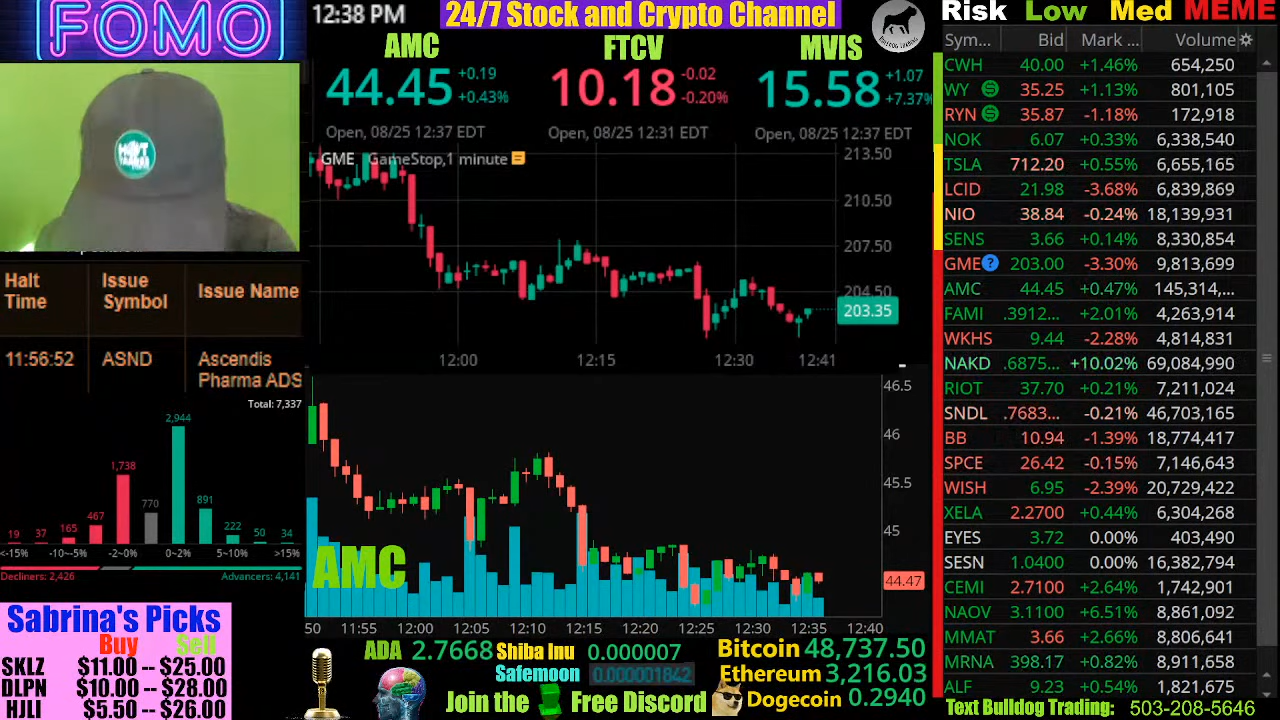 FOMO
12:38 PM
24/7 Stock and Crypto Channel
BULLDOG TRADING
Risk Low Med MEME
AMC
44.45
+0.19
+0.43%
Open, 08/25 12:37 EDT
FTCV
10.18
-0.02
-0.20%
Open, 08/25 12:31 EDT
MVIS
15.58
+1.07
+7.37%
Open, 08/25 12:37 EDT
GME GameStop,1 minute
213.50
210.50
207.50
204.50
203.35
12:00 12:15 12:30 12:41
Halt Time Issue Symbol Issue Name
11:56:52 ASND Ascendis Pharma ADS
Total: 7,337
19 37 165 467 1,738 770 2,944 891 222 50 34
<-15% -10~-5% -2~0% 0~2% 5~10% >15%
Decliners: 2,426 Advancers: 4,141
46.5
46
45.5
45
44.47
AMC
50 11:55 12:00 12:05 12:10 12:15 12:20 12:25 12:30 12:35 12:40
Sabrina's Picks
Buy Sell
SKLZ $11.00 -- $25.00
DLPN $10.00 -- $28.00
HJLI $5.50 -- $26.00
ADA 2.7668 Shiba Inu 0.000007
Safemoon 0.000001842
Join the Free Discord
Bitcoin 48,737.50
Ethereum 3,216.03
Dogecoin 0.2940
Sym... Bid Mark ... Volume
CWH 40.00 +1.46% 654,250
WY 35.25 +1.13% 801,105
RYN 35.87 -1.18% 172,918
NOK 6.07 +0.33% 6,338,540
TSLA 712.20 +0.55% 6,655,165
LCID 21.98 -3.68% 6,839,869
NIO 38.84 -0.24% 18,139,931
SENS 3.66 +0.14% 8,330,854
GME 203.00 -3.30% 9,813,699
AMC 44.45 +0.47% 145,314,...
FAMI .3912... +2.01% 4,263,914
WKHS 9.44 -2.28% 4,814,831
NAKD .6875... +10.02% 69,084,990
RIOT 37.70 +0.21% 7,211,024
SNDL .7683... -0.21% 46,703,165
BB 10.94 -1.39% 18,774,417
SPCE 26.42 -0.15% 7,146,643
WISH 6.95 -2.39% 20,729,422
XELA 2.2700 +0.44% 6,304,268
EYES 3.72 0.00% 403,490
SESN 1.0400 0.00% 16,382,794
CEMI 2.7100 +2.64% 1,742,901
NAOV 3.1100 +6.51% 8,861,092
MMAT 3.66 +2.66% 8,806,641
MRNA 398.17 +0.82% 8,911,658
ALF 9.23 +0.54% 1,821,675
Text Bulldog Trading: 503-208-5646